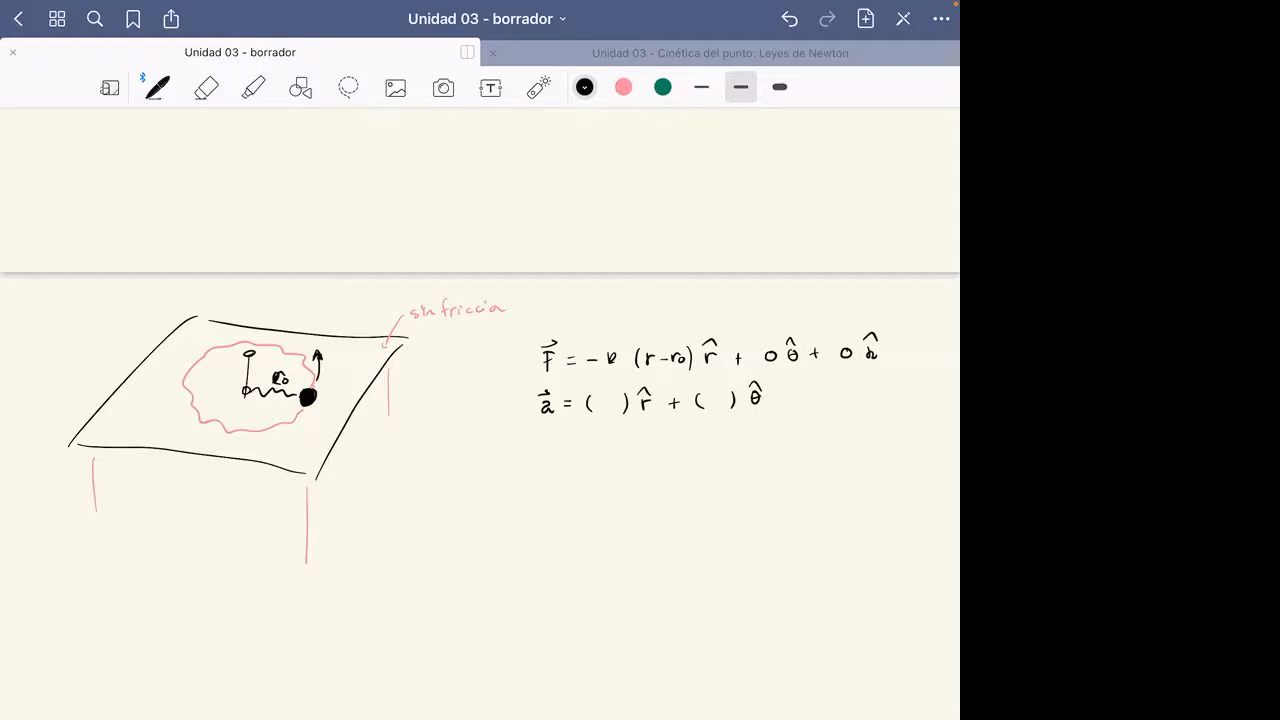 Unidad 03 - borrador
Unidad 03 - borrador
Unidad 03 - Cinética del punto: Leyes de Newton
sin friccion
r₀
F⃗ = - k (r - r₀) r̂ + 0 θ̂ + 0 k̂
a⃗ = ( ) r̂ + ( ) θ̂